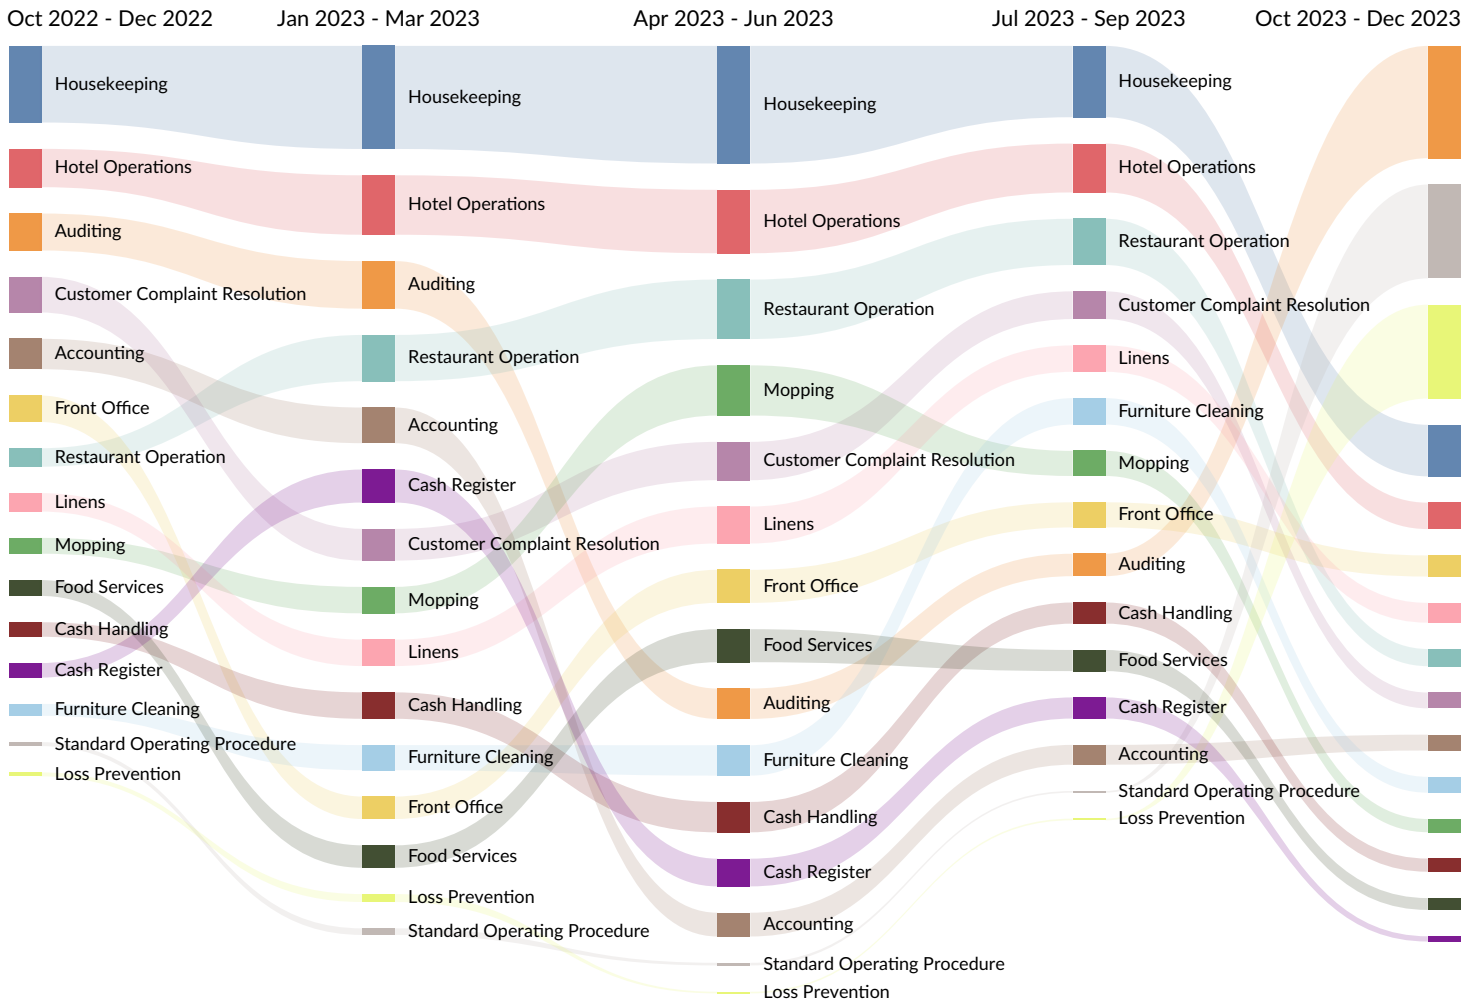 Oct 2022 - Dec 2022
Jan 2023 - Mar 2023
Apr 2023 - Jun 2023
Jul 2023 - Sep 2023
Oct 2023 - Dec 2023
Housekeeping
Hotel Operations
Auditing
Customer Complaint Resolution
Accounting
Front Office
Restaurant Operation
Linens
Mopping
Food Services
Cash Handling
Cash Register
Furniture Cleaning
Standard Operating Procedure
Loss Prevention
Housekeeping
Hotel Operations
Auditing
Restaurant Operation
Accounting
Cash Register
Customer Complaint Resolution
Mopping
Linens
Cash Handling
Furniture Cleaning
Front Office
Food Services
Loss Prevention
Standard Operating Procedure
Housekeeping
Hotel Operations
Restaurant Operation
Mopping
Customer Complaint Resolution
Linens
Front Office
Food Services
Auditing
Furniture Cleaning
Cash Handling
Cash Register
Accounting
Standard Operating Procedure
Loss Prevention
Housekeeping
Hotel Operations
Restaurant Operation
Customer Complaint Resolution
Linens
Furniture Cleaning
Mopping
Front Office
Auditing
Cash Handling
Food Services
Cash Register
Accounting
Standard Operating Procedure
Loss Prevention